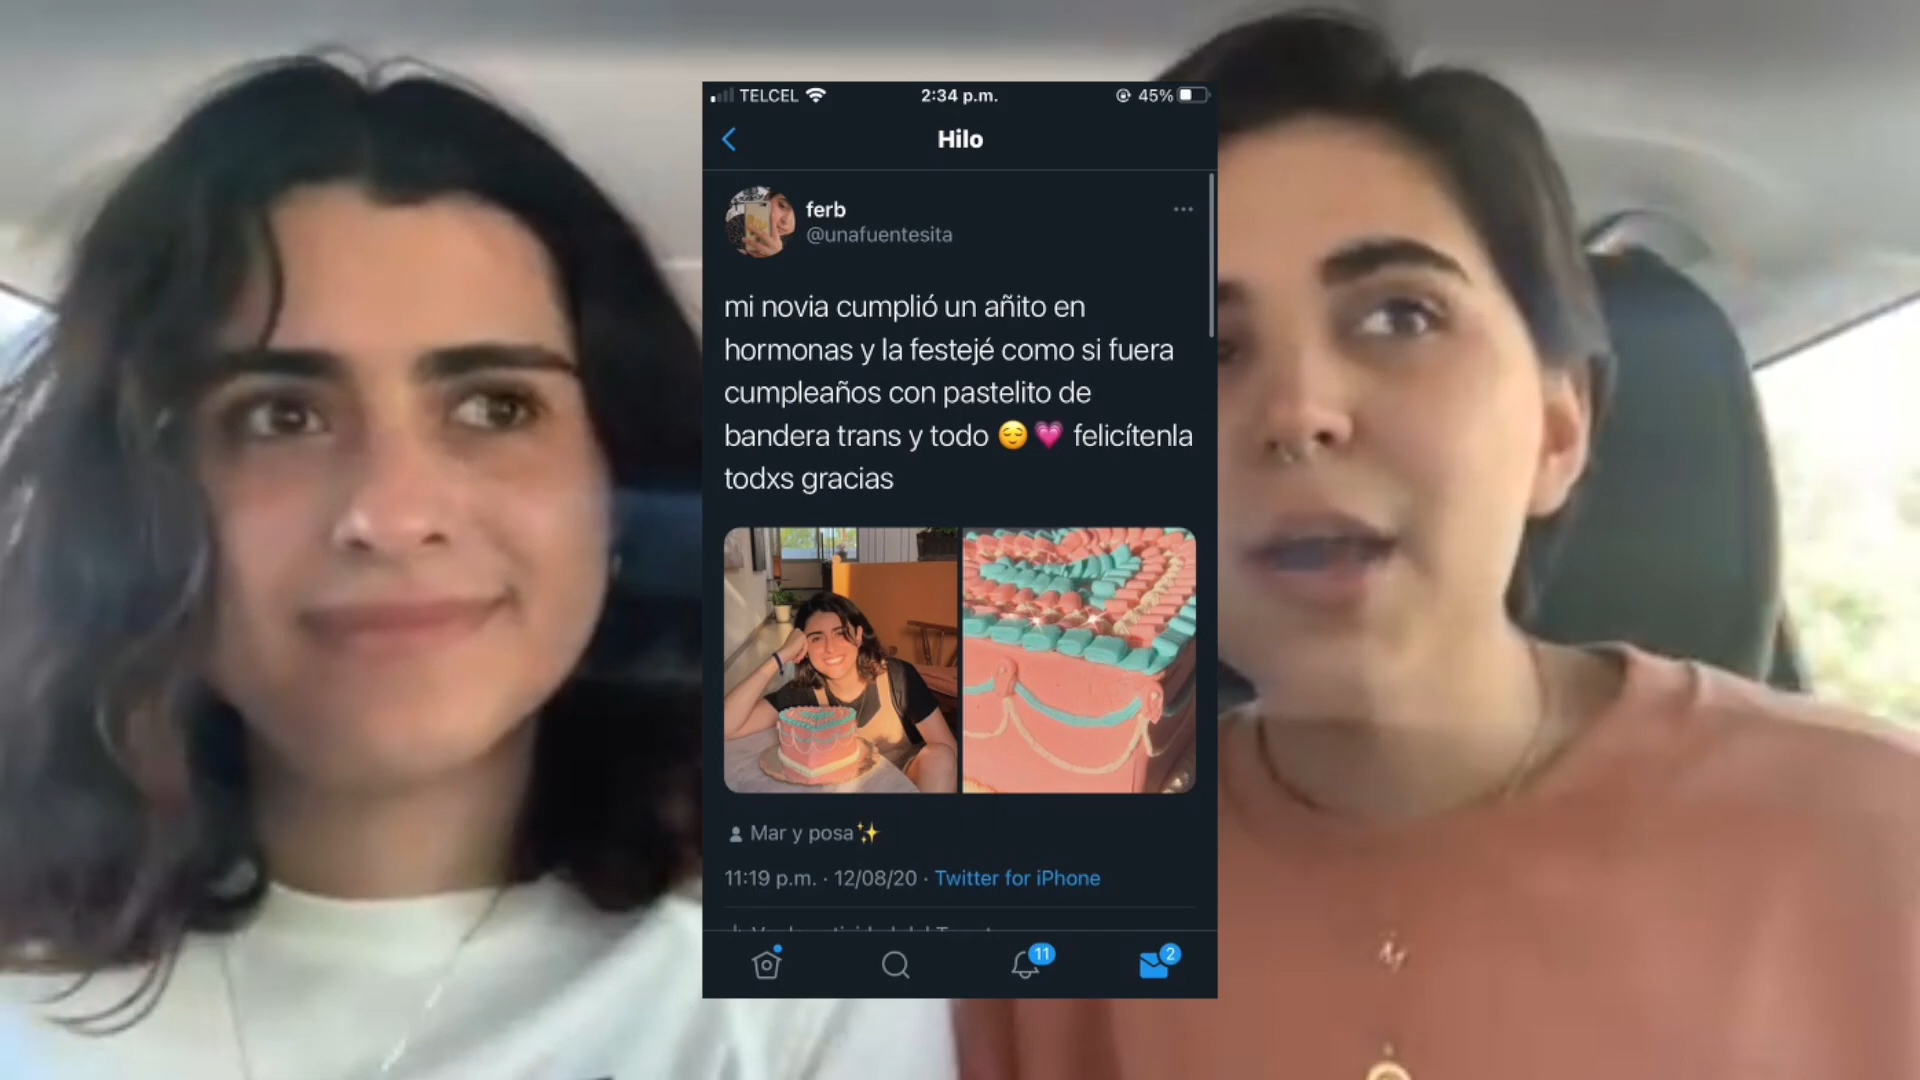 TELCEL 2:34 p.m. 45%
Hilo
ferb
@unafuentesita
mi novia cumplió un añito en
hormonas y la festejé como si fuera
cumpleaños con pastelito de
bandera trans y todo 😌💗 felicítenla
todxs gracias
Mar y posa✨
11:19 p.m. · 12/08/20 · Twitter for iPhone
11 2